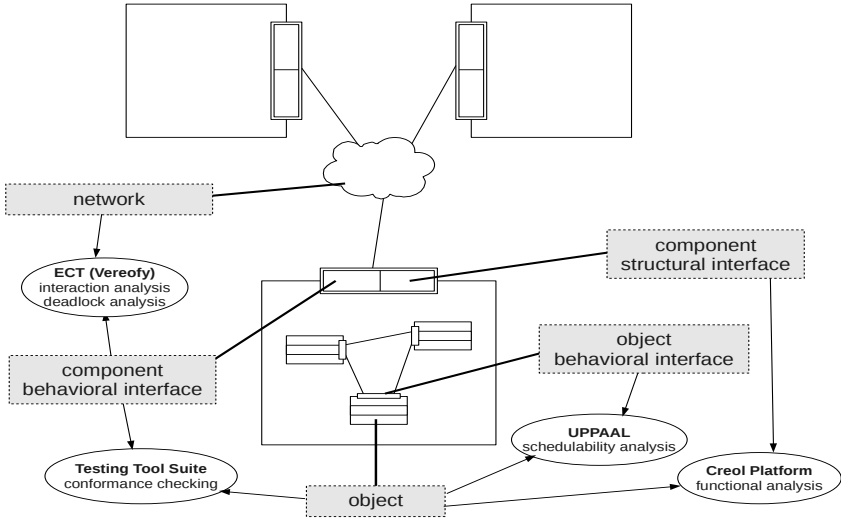 network
component
structural interface
ECT (Vereofy)
interaction analysis
deadlock analysis
object
behavioral interface
component
behavioral interface
UPPAAL
schedulability analysis
Testing Tool Suite
conformance checking
Creol Platform
functional analysis
object